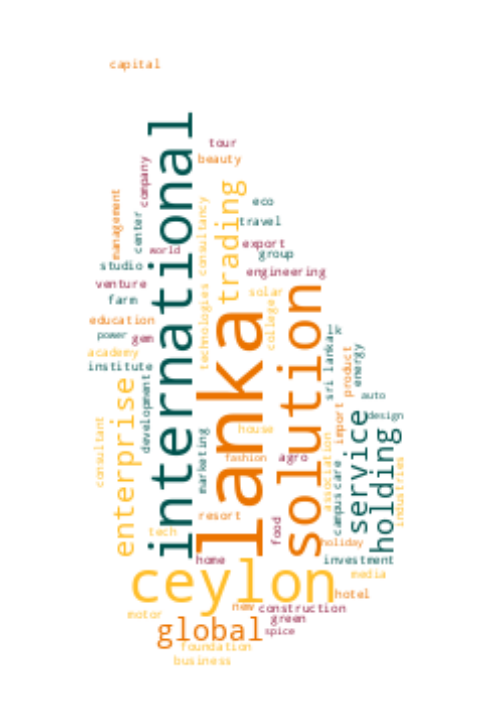 capital
international
tour
beauty
company
management
center
world
consultancy
trading
eco
travel
export
group
engineering
studio
venture
farm
solar
technologies
college
education
power
gem
academy
institute
lanka
solution
sri lanka
product
energy
auto
design
import
enterprise
development
consultant
marketing
house
fashion
agro
association
campus
care
service
holding
industries
resort
food
tech
home
holiday
investment
media
ceylon
hotel
new
construction
motor
green
global
spice
foundation
business